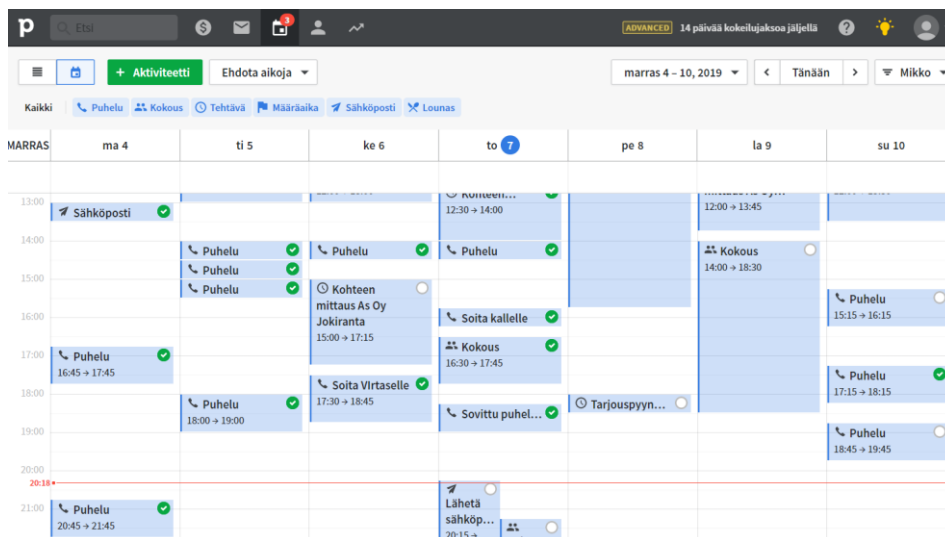 p
Etsi
3
ADVANCED 14 päivää kokeilujaksoa jäljellä
+ Aktiviteetti
Ehdota aikoja
marras 4 – 10, 2019
Tänään
Mikko
Kaikki
Puhelu
Kokous
Tehtävä
Määräaika
Sähköposti
Lounas
MARRAS
ma 4
ti 5
ke 6
to 7
pe 8
la 9
su 10
13:00
14:00
15:00
16:00
17:00
18:00
19:00
20:00
20:18
21:00
Sähköposti
Puhelu
16:45 → 17:45
Puhelu
20:45 → 21:45
Puhelu
Puhelu
Puhelu
Puhelu
18:00 → 19:00
Puhelu
Kohteen
mittaus As Oy
Jokiranta
15:00 → 17:15
Soita VIrtaselle
17:30 → 18:45
Kohteen...
12:30 → 14:00
Puhelu
Soita kallelle
Kokous
16:30 → 17:45
Sovittu puhel...
Lähetä
sähköp...
20:15 →
Tarjouspyyn...
mittaus As Oy...
12:00 → 13:45
Kokous
14:00 → 18:30
Puhelu
15:15 → 16:15
Puhelu
17:15 → 18:15
Puhelu
18:45 → 19:45